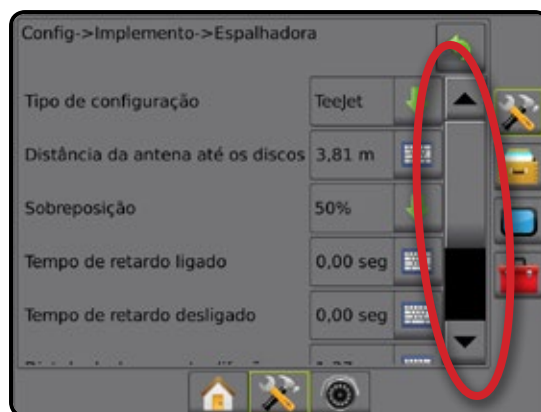 Config->Implemento->Espalhadora
Tipo de configuração TeeJet
Distância da antena até os discos 3,81 m
Sobreposição 50%
Tempo de retardo ligado 0,00 seg
Tempo de retardo desligado 0,00 seg